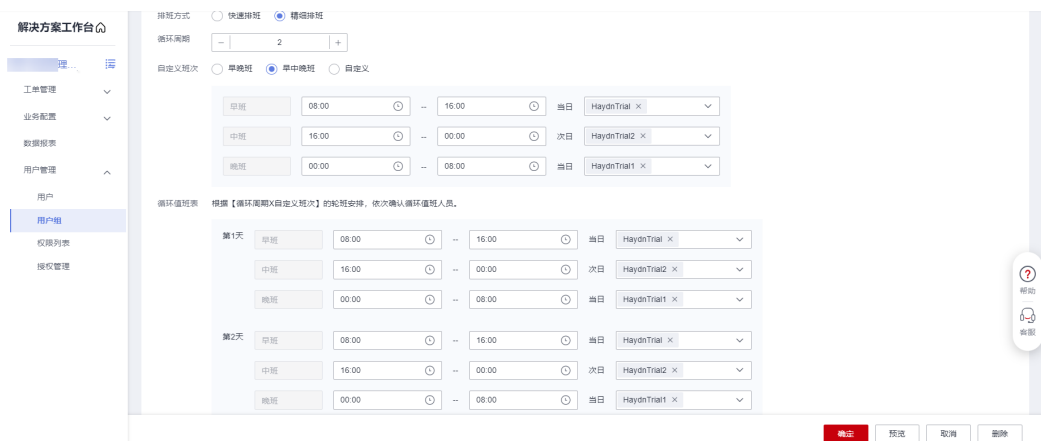 解决方案工作台
理...
工单管理
业务配置
数据报表
用户管理
用户
用户组
权限列表
授权管理
排班方式 快速排班 精细排班
循环周期 - 2 +
自定义班次 早晚班 早中晚班 自定义
早班 08:00 -- 16:00 当日 HaydnTrial ×
中班 16:00 -- 00:00 次日 HaydnTrial2 ×
晚班 00:00 -- 08:00 当日 HaydnTrial1 ×
循环值班表 根据【循环周期X自定义班次】的轮班安排，依次确认循环值班人员。
第1天 早班 08:00 -- 16:00 当日 HaydnTrial ×
中班 16:00 -- 00:00 次日 HaydnTrial2 ×
晚班 00:00 -- 08:00 当日 HaydnTrial1 ×
第2天 早班 08:00 -- 16:00 当日 HaydnTrial ×
中班 16:00 -- 00:00 次日 HaydnTrial2 ×
晚班 00:00 -- 08:00 当日 HaydnTrial1 ×
帮助
客服
确定 预览 取消 删除